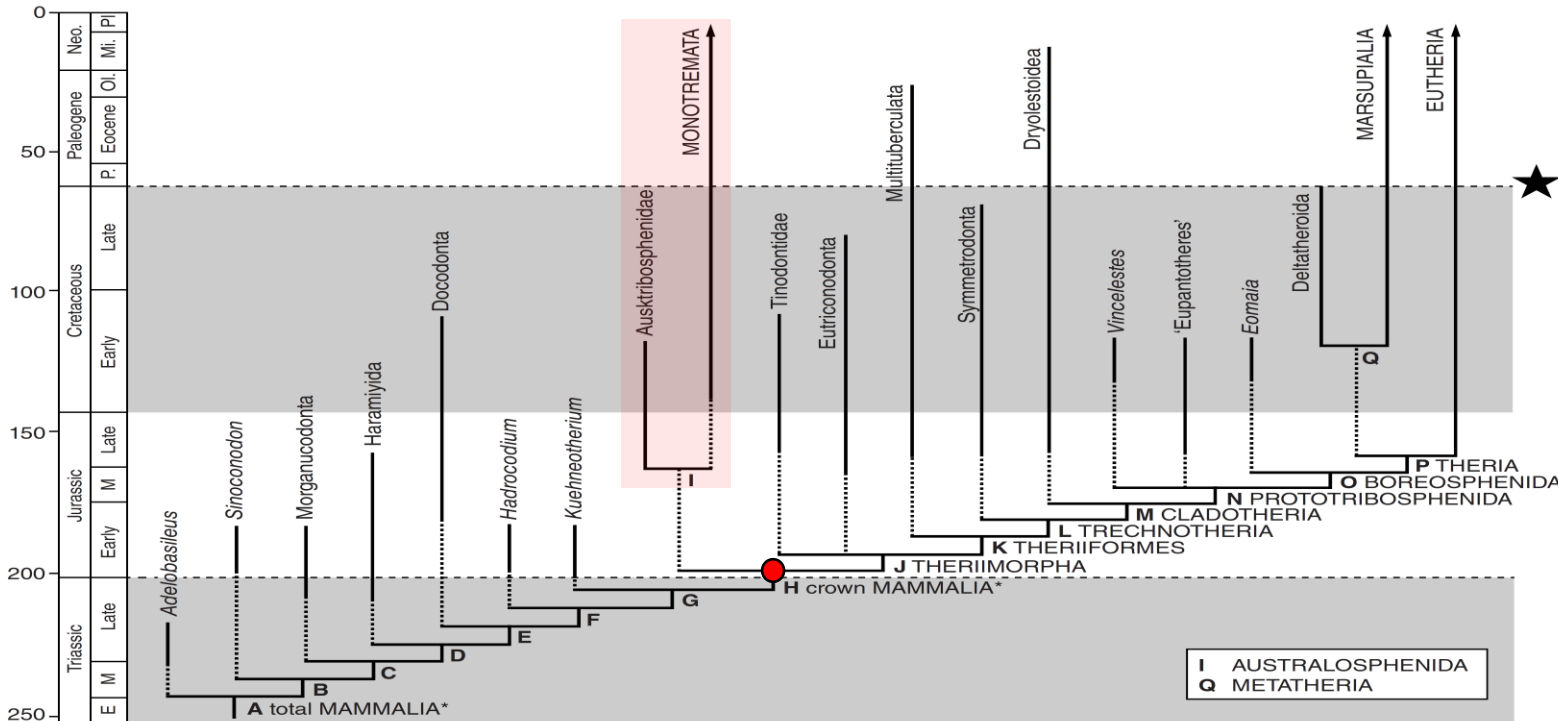 0
50
100
150
200
250
Neo.
Paleogene
Cretaceous
Jurassic
Triassic
Pl
Mi.
Ol.
Eocene
P.
Late
Early
Late
M
Early
Late
M
E
Adelobasileus
Sinoconodon
Morganucodonta
Haramiyida
Docodonta
Hadrocodium
Kuehneotherium
Ausktribosphenidae
MONOTREMATA
Tinodontidae
Eutriconodonta
Multituberculata
Symmetrodonta
Dryolestoidea
Vincelestes
‘Eupantotheres’
Eomaia
Deltatheroida
MARSUPIALIA
EUTHERIA
Q
I
P THERIA
O BOREOSPHENIDA
N PROTOTRIBOSPHENIDA
M CLADOTHERIA
L TRECHNOTHERIA
K THERIIFORMES
J THERIIMORPHA
H crown MAMMALIA*
G
F
E
D
C
B
A total MAMMALIA*
I AUSTRALOSPHENIDA
Q METATHERIA